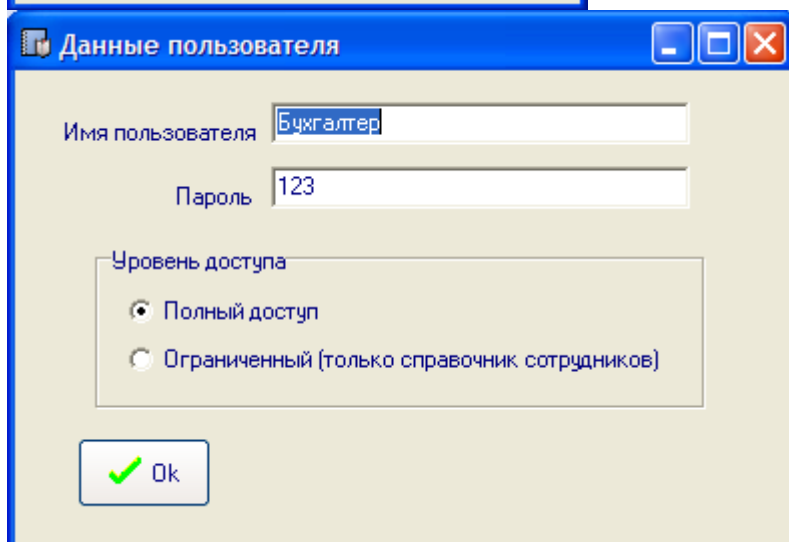 Данные пользователя
Имя пользователя Бухгалтер
Пароль 123
Уровень доступа
Полный доступ
Ограниченный (только справочник сотрудников)
Ok